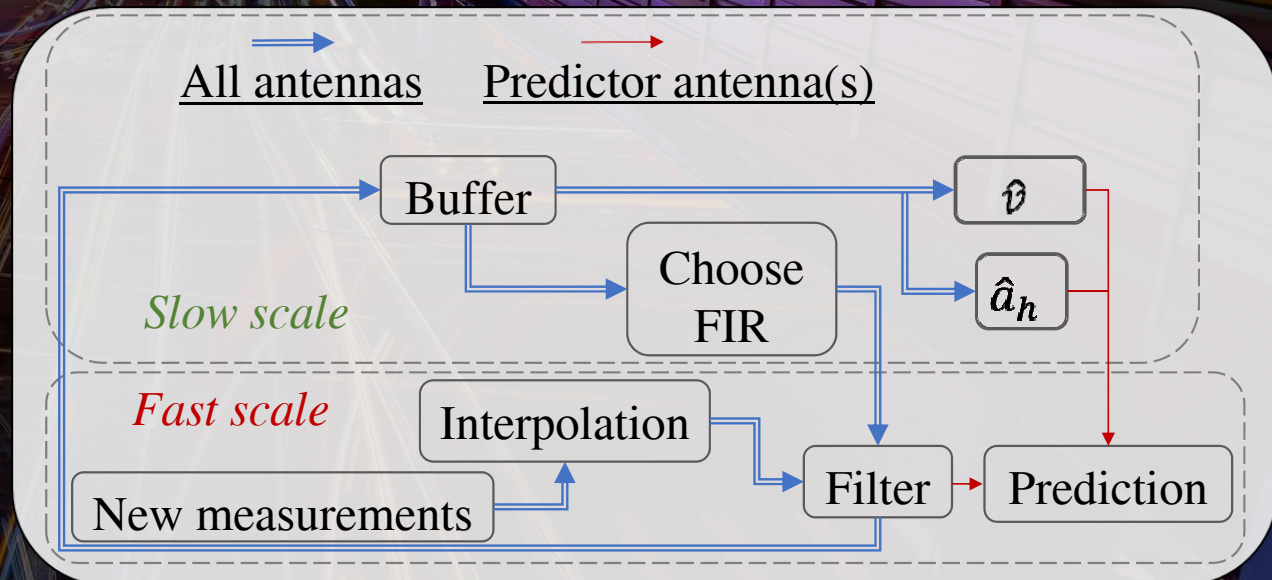 All antennas
Predictor antenna(s)
Buffer
v̂
Choose
FIR
â_h
Slow scale
Fast scale
Interpolation
New measurements
Filter
Prediction